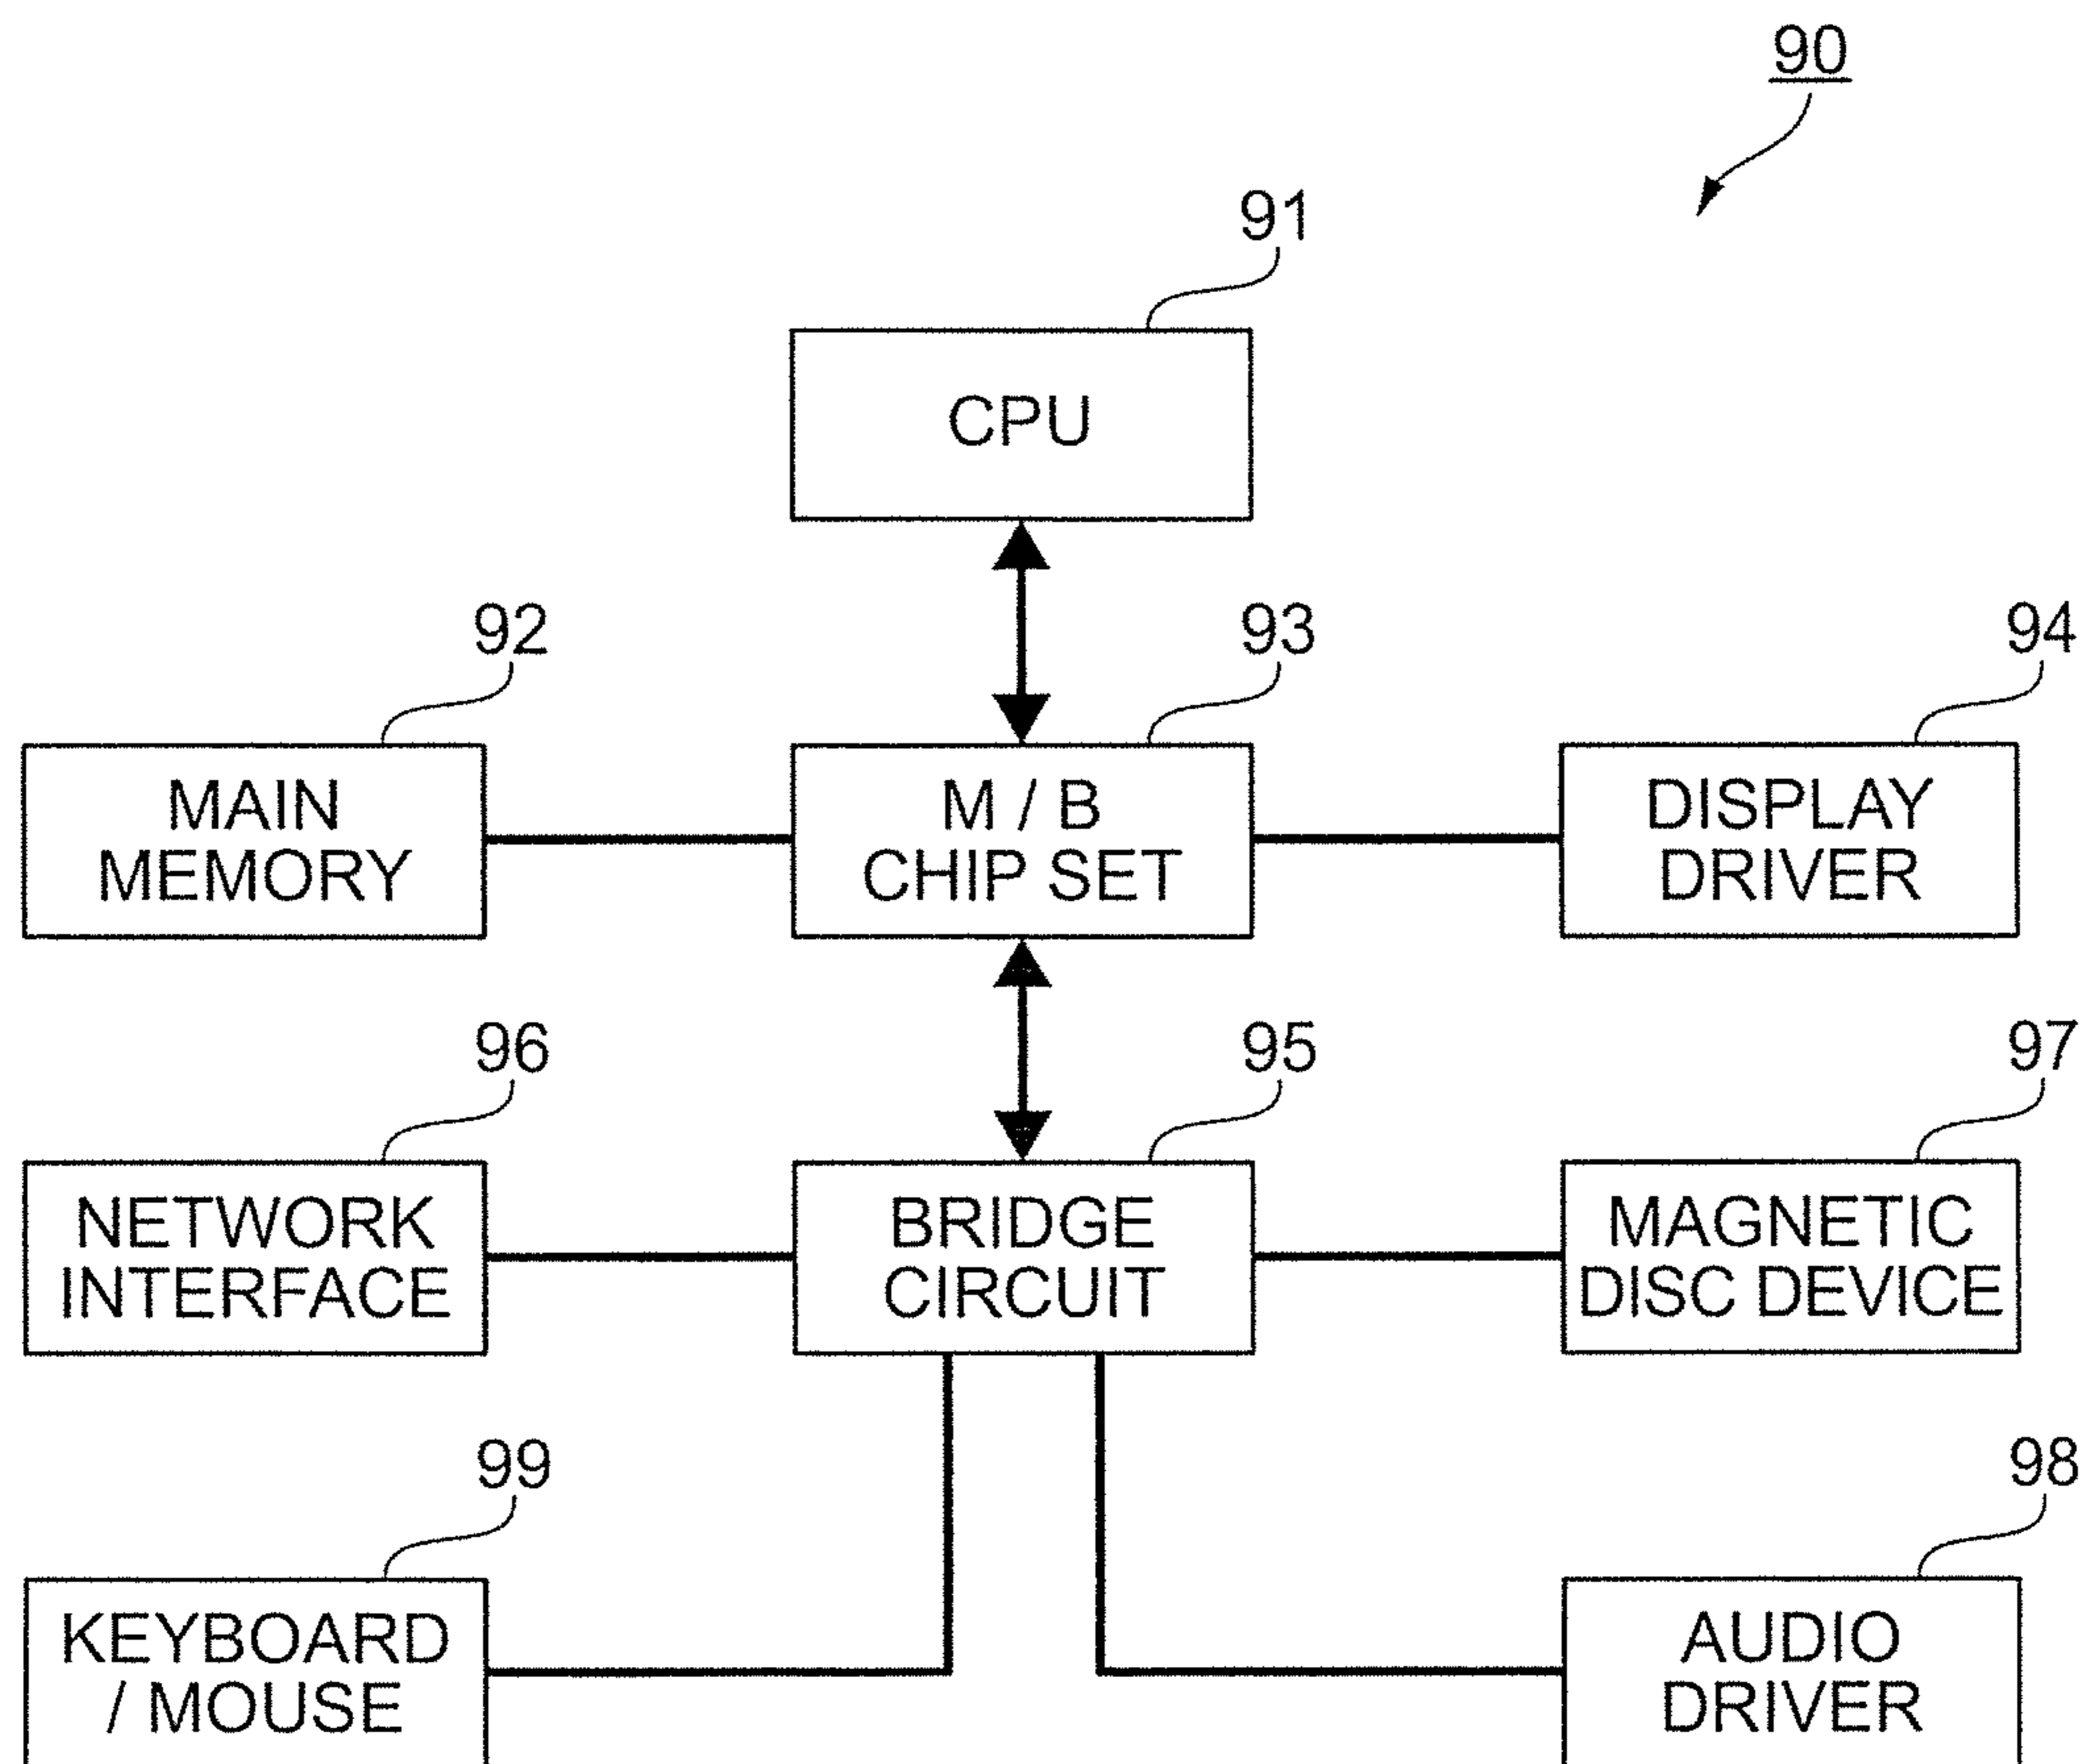 90
91
CPU
92
93
94
MAIN
MEMORY
M / B
CHIP SET
DISPLAY
DRIVER
96
95
97
NETWORK
INTERFACE
BRIDGE
CIRCUIT
MAGNETIC
DISC DEVICE
99
98
KEYBOARD
/ MOUSE
AUDIO
DRIVER